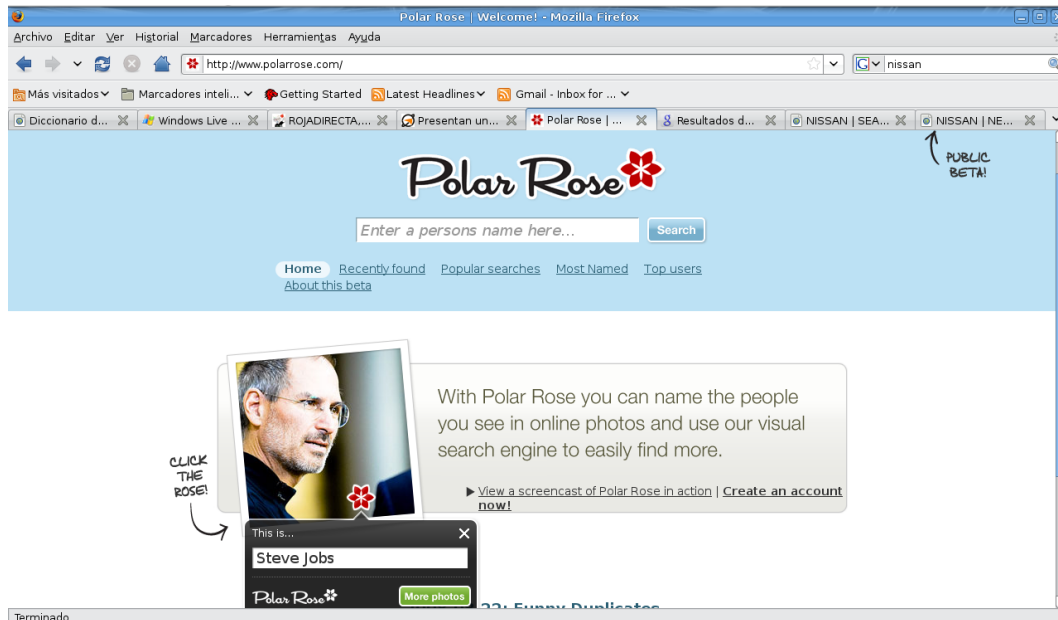 Polar Rose | Welcome! - Mozilla Firefox
Archivo Editar Ver Historial Marcadores Herramientas Ayuda
http://www.polarrose.com/ nissan
Más visitados Marcadores inteli... Getting Started Latest Headlines Gmail - Inbox for ...
Diccionario d... Windows Live ... ROJADIRECTA,... Presentan un... Polar Rose | ... Resultados d... NISSAN | SEA... NISSAN | NE...
PUBLIC
BETA!
Polar Rose
Enter a persons name here... Search
Home Recently found Popular searches Most Named Top users
About this beta
With Polar Rose you can name the people
you see in online photos and use our visual
search engine to easily find more.
View a screencast of Polar Rose in action | Create an account
now!
CLICK
THE
ROSE!
This is...
Steve Jobs
Polar Rose More photos
22: Funny Duplicates
Terminado